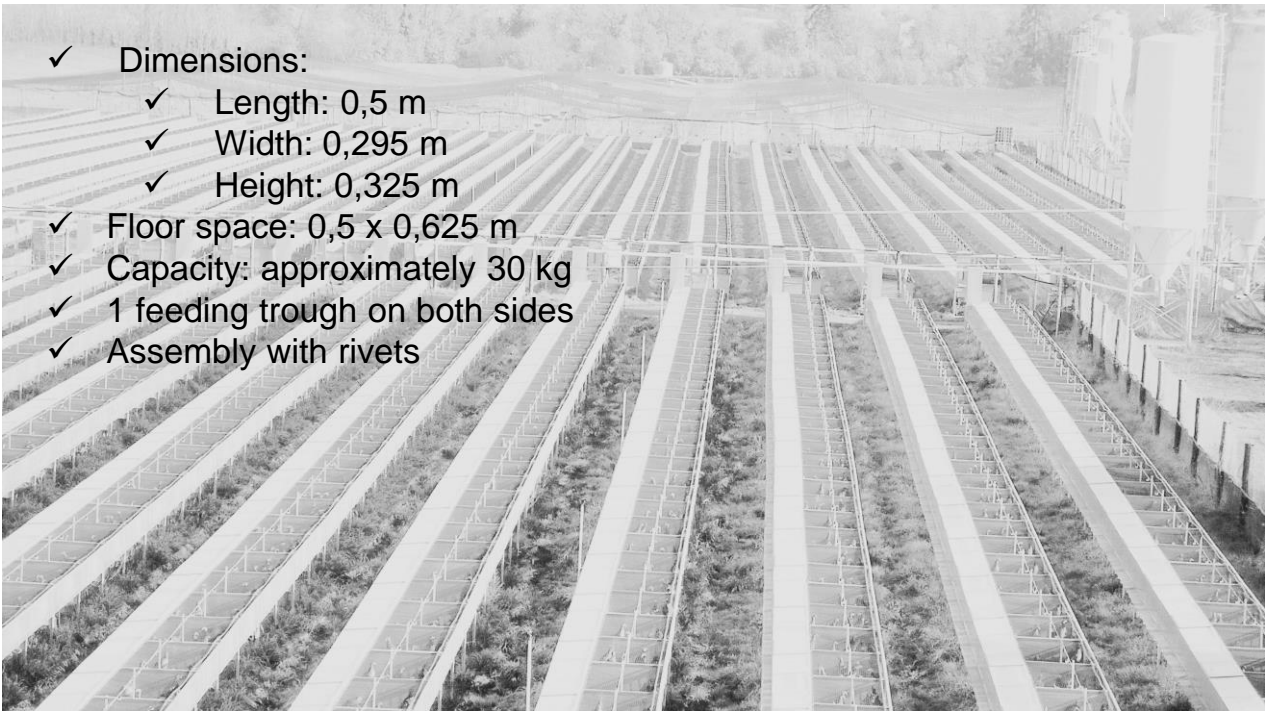 ✓ Dimensions:
✓ Length: 0,5 m
✓ Width: 0,295 m
✓ Height: 0,325 m
✓ Floor space: 0,5 x 0,625 m
✓ Capacity: approximately 30 kg
✓ 1 feeding trough on both sides
✓ Assembly with rivets